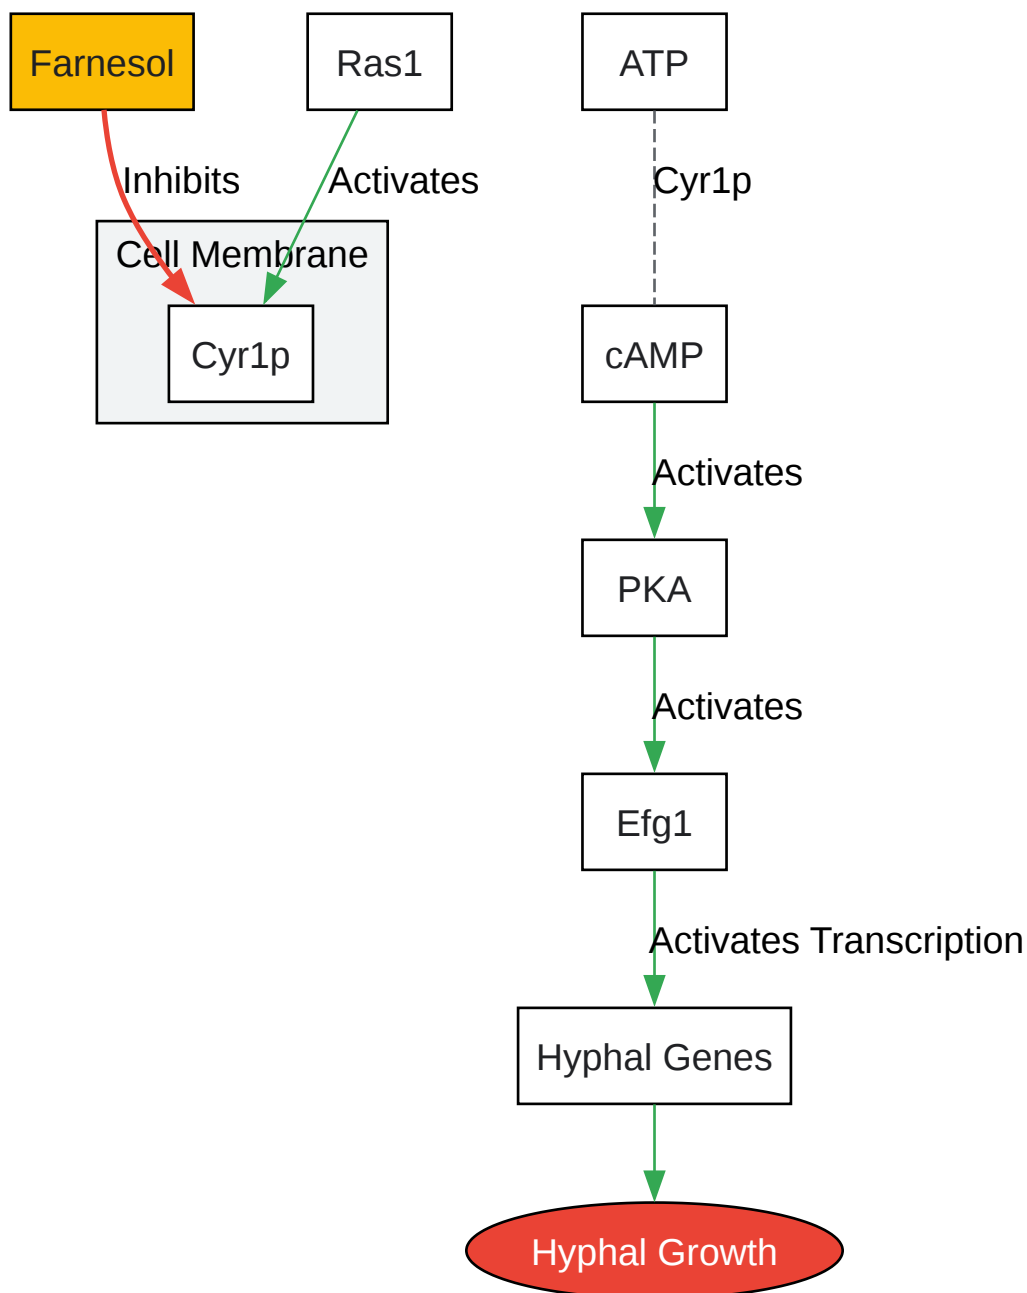 Farnesol
Ras1
ATP
Inhibits
Activates
Cyr1p
Cell Membrane
Cyr1p
cAMP
Activates
PKA
Activates
Efg1
Activates Transcription
Hyphal Genes
Hyphal Growth